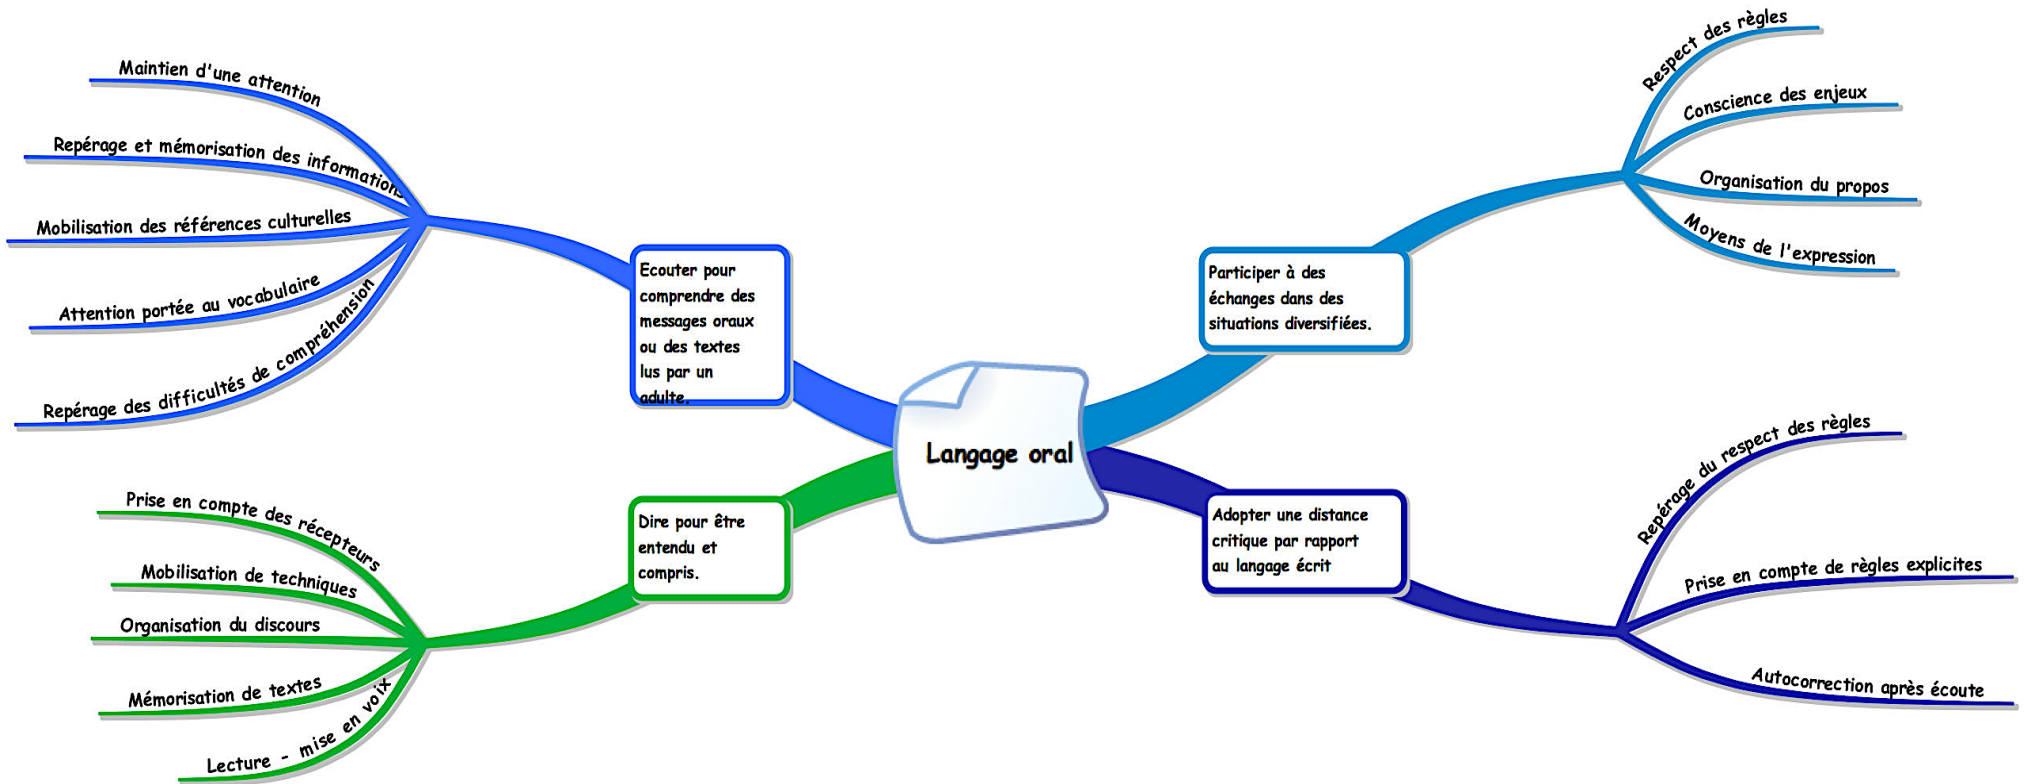 Langage oral
Ecouter pour
comprendre des
messages oraux
ou des textes
lus par un
adulte.
Maintien d'une attention
Repérage et mémorisation des informations
Mobilisation des références culturelles
Attention portée au vocabulaire
Repérage des difficultés de compréhension
Dire pour être
entendu et
compris.
Prise en compte des récepteurs
Mobilisation de techniques
Organisation du discours
Mémorisation de textes
Lecture - mise en voix
Participer à des
échanges dans des
situations diversifiées.
Respect des règles
Conscience des enjeux
Organisation du propos
Moyens de l'expression
Adopter une distance
critique par rapport
au langage écrit
Repérage du respect des règles
Prise en compte de règles explicites
Autocorrection après écoute